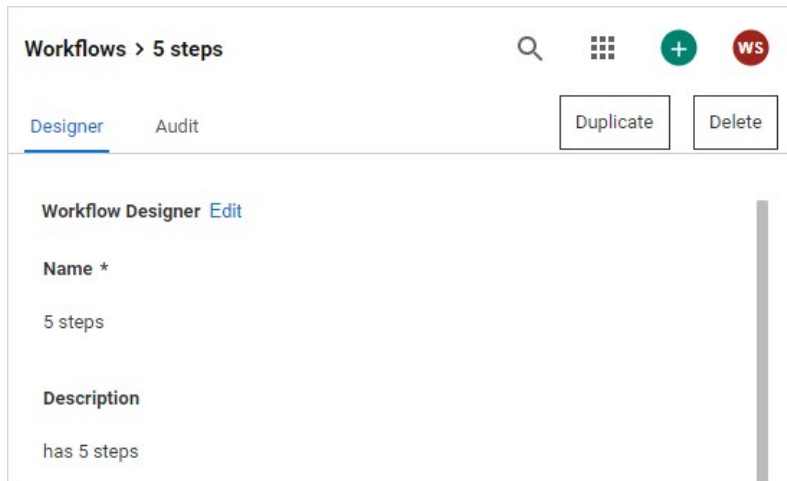 Workflows > 5 steps
+
WS
Designer
Audit
Duplicate
Delete
Workflow Designer Edit
Name *
5 steps
Description
has 5 steps